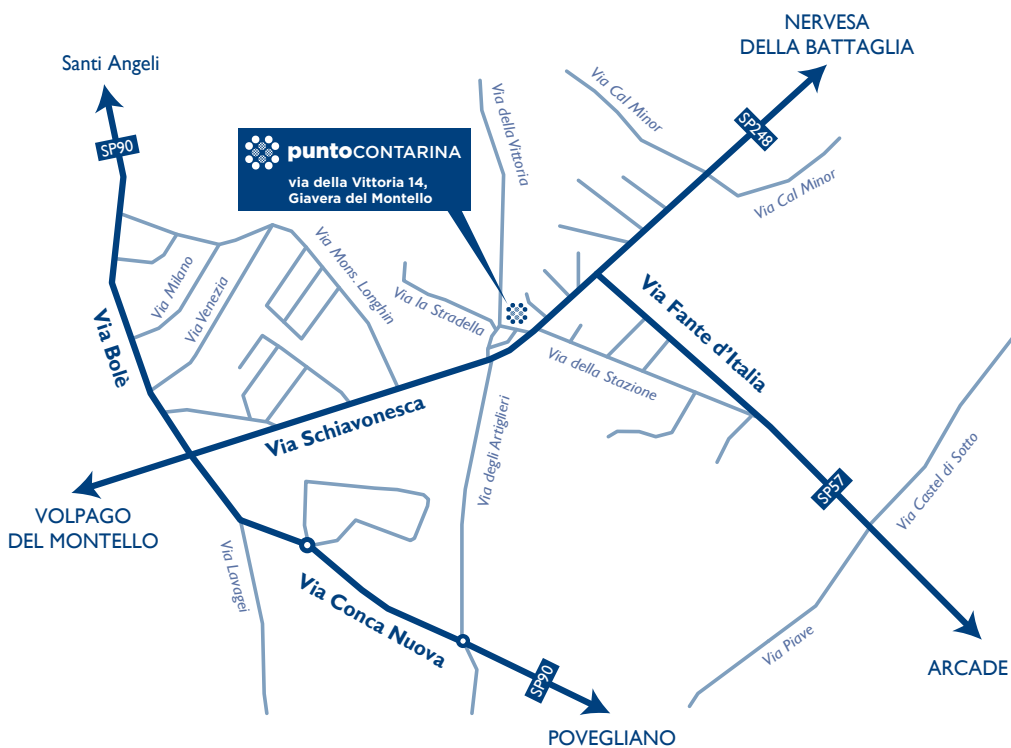 NERVESA
DELLA BATTAGLIA
Santi Angeli
Via Cal Minor
Via della Vittoria
SP248
SP90
puntoCONTARINA
via della Vittoria 14,
Giavera del Montello
Via Cal Minor
Via Milano
Via Venezia
Via Mons. Longhin
Via la Stradella
Via Fante d'Italia
Via Bolè
Via della Stazione
Via Schiavonesca
Via degli Artiglieri
Via Castel di Sotto
SP57
VOLPAGO
DEL MONTELLO
Via Lavagei
Via Conca Nuova
Via Piave
ARCADE
SP90
POVEGLIANO